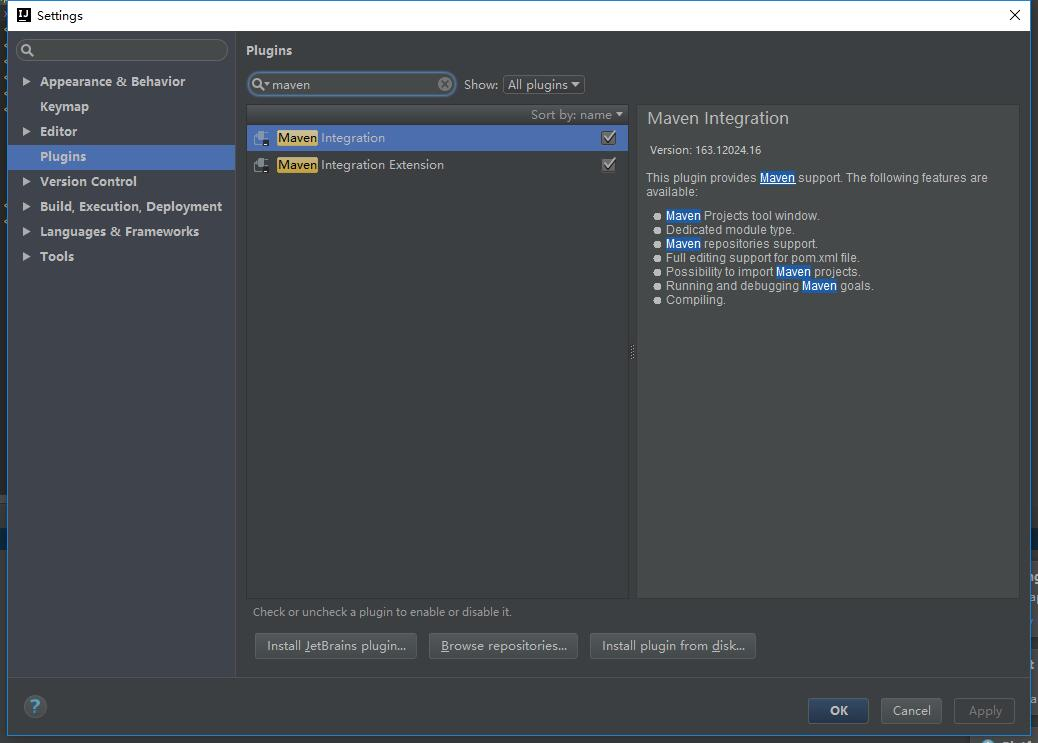 Settings
Appearance & Behavior
Keymap
Editor
Plugins
Version Control
Build, Execution, Deployment
Languages & Frameworks
Tools
Plugins
maven
Show: All plugins
Sort by: name
Maven Integration
Maven Integration Extension
Maven Integration
Version: 163.12024.16
This plugin provides Maven support. The following features are
available:
Maven Projects tool window.
Dedicated module type.
Maven repositories support.
Full editing support for pom.xml file.
Possibility to import Maven projects.
Running and debugging Maven goals.
Compiling.
Check or uncheck a plugin to enable or disable it.
Install JetBrains plugin... Browse repositories... Install plugin from disk...
? OK Cancel Apply